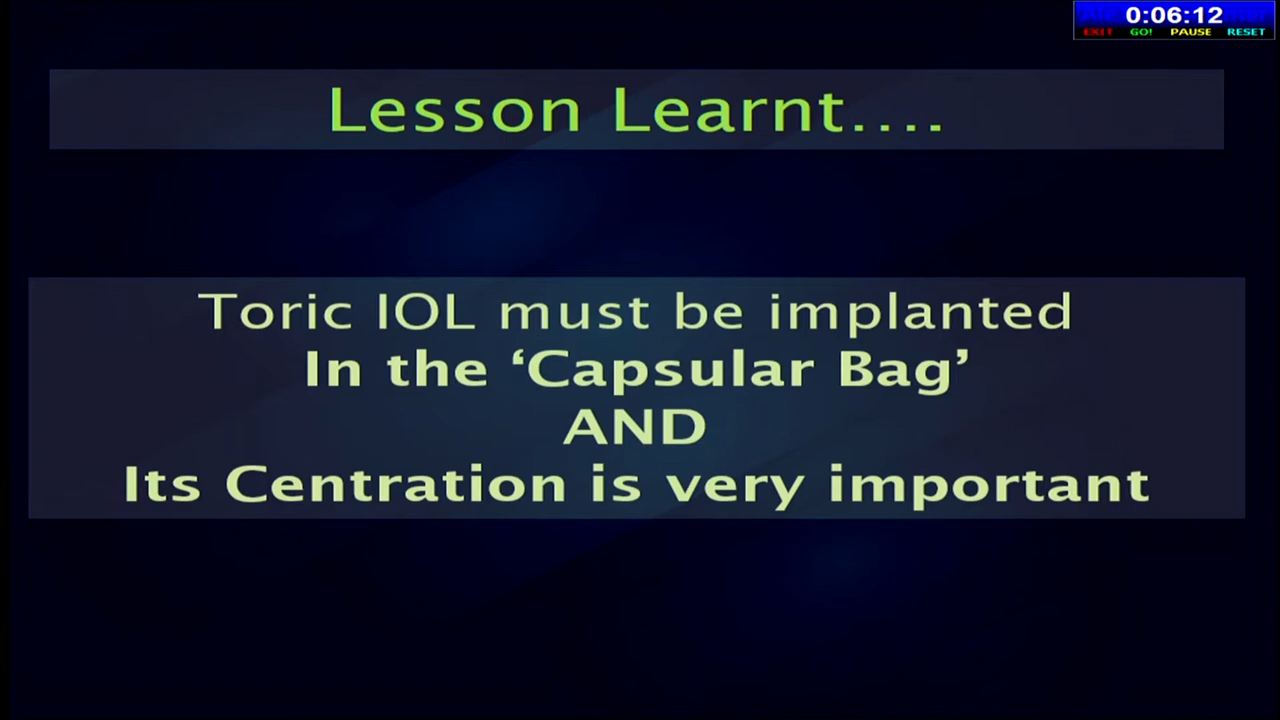 0:06:12
EXIT GO! PAUSE RESET
Lesson Learnt....
Toric IOL must be implanted
In the ‘Capsular Bag’
AND
Its Centration is very important